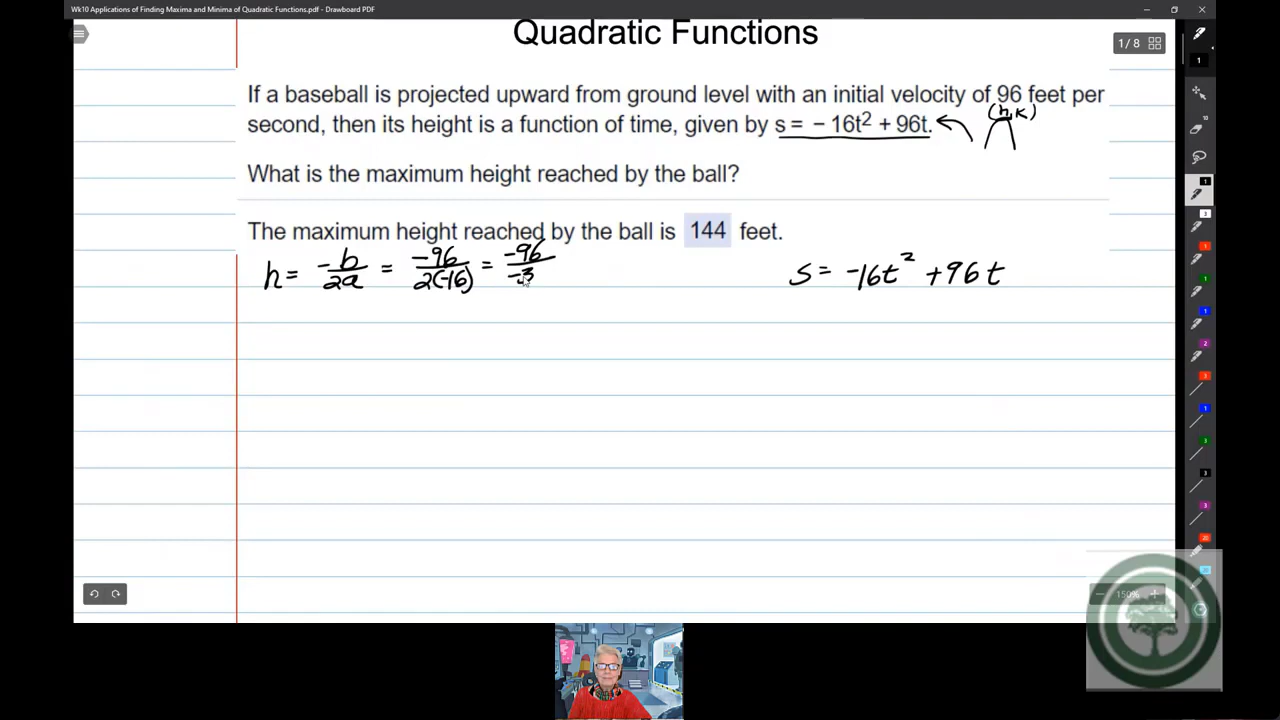 Wk10 Applications of Finding Maxima and Minima of Quadratic Functions.pdf - Drawboard PDF
Quadratic Functions
1/8
If a baseball is projected upward from ground level with an initial velocity of 96 feet per
second, then its height is a function of time, given by s = − 16t² + 96t.
(h,k)
What is the maximum height reached by the ball?
The maximum height reached by the ball is 144 feet.
h = -b/2a = -96/2(-16) = -96/-3
s = -16t² + 96t
150%